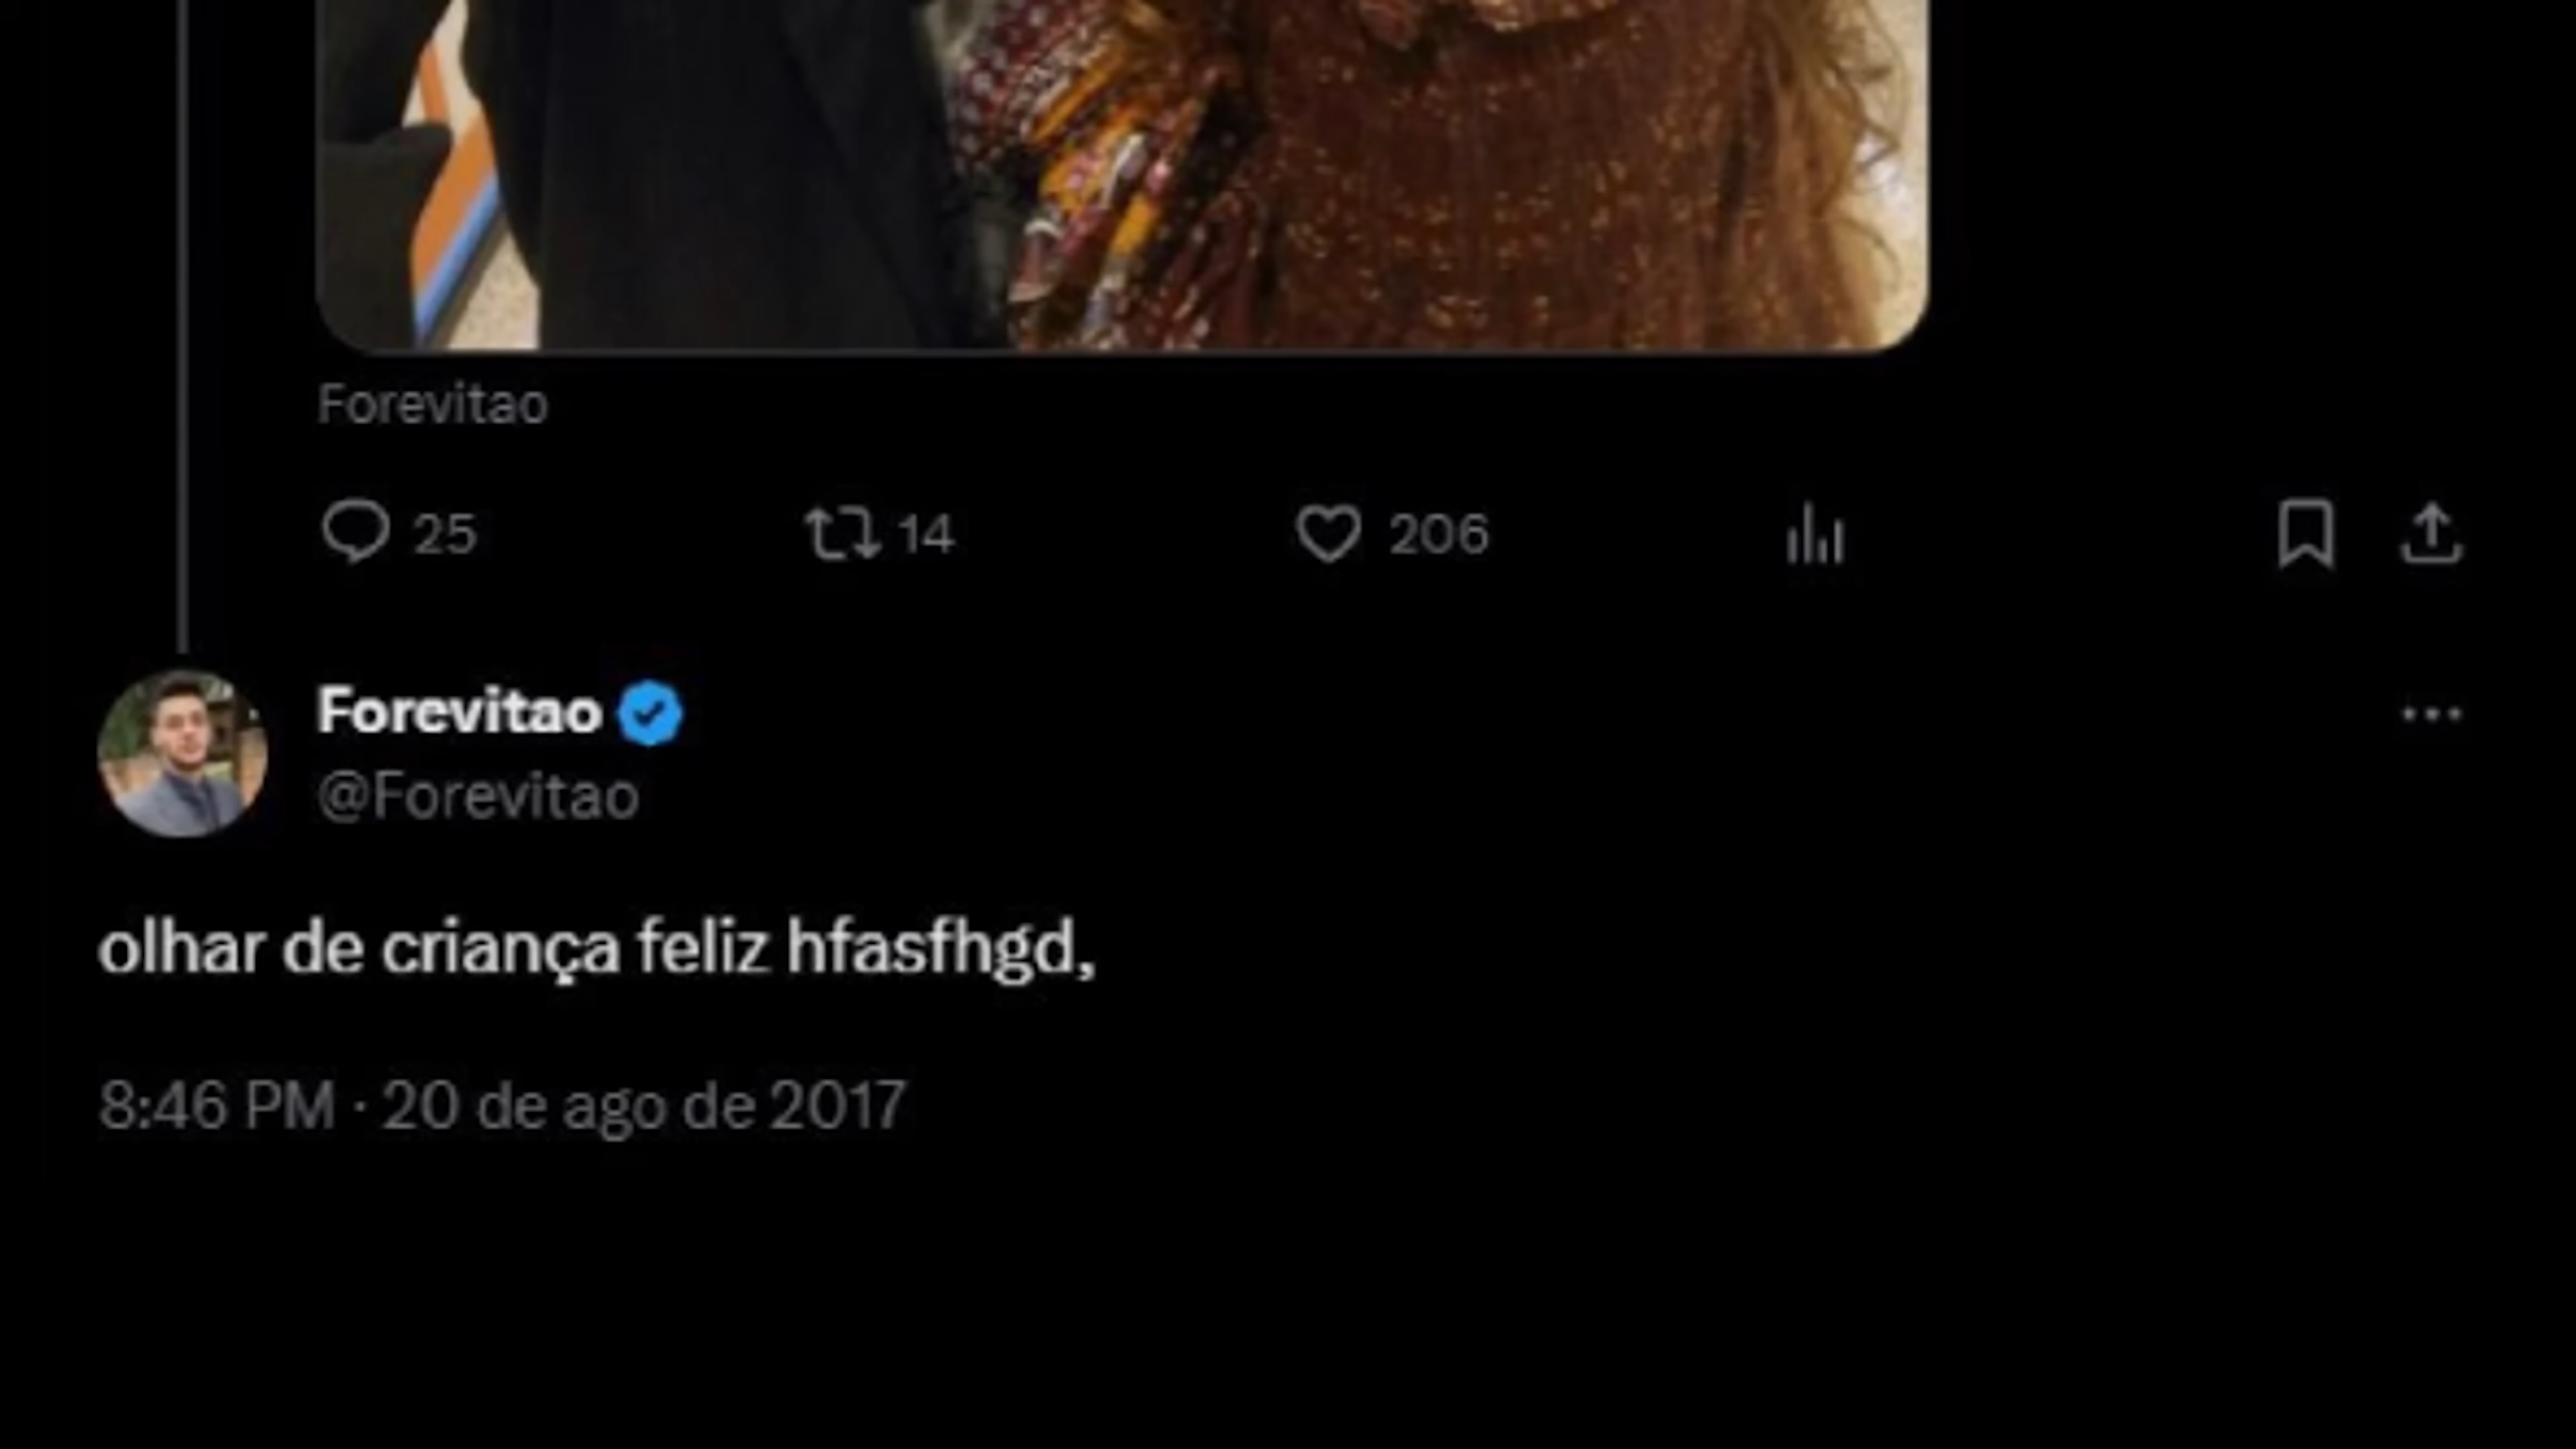 Forevitao
25 14 206
Forevitao
@Forevitao
olhar de criança feliz hfasfhgd,
8:46 PM · 20 de ago de 2017